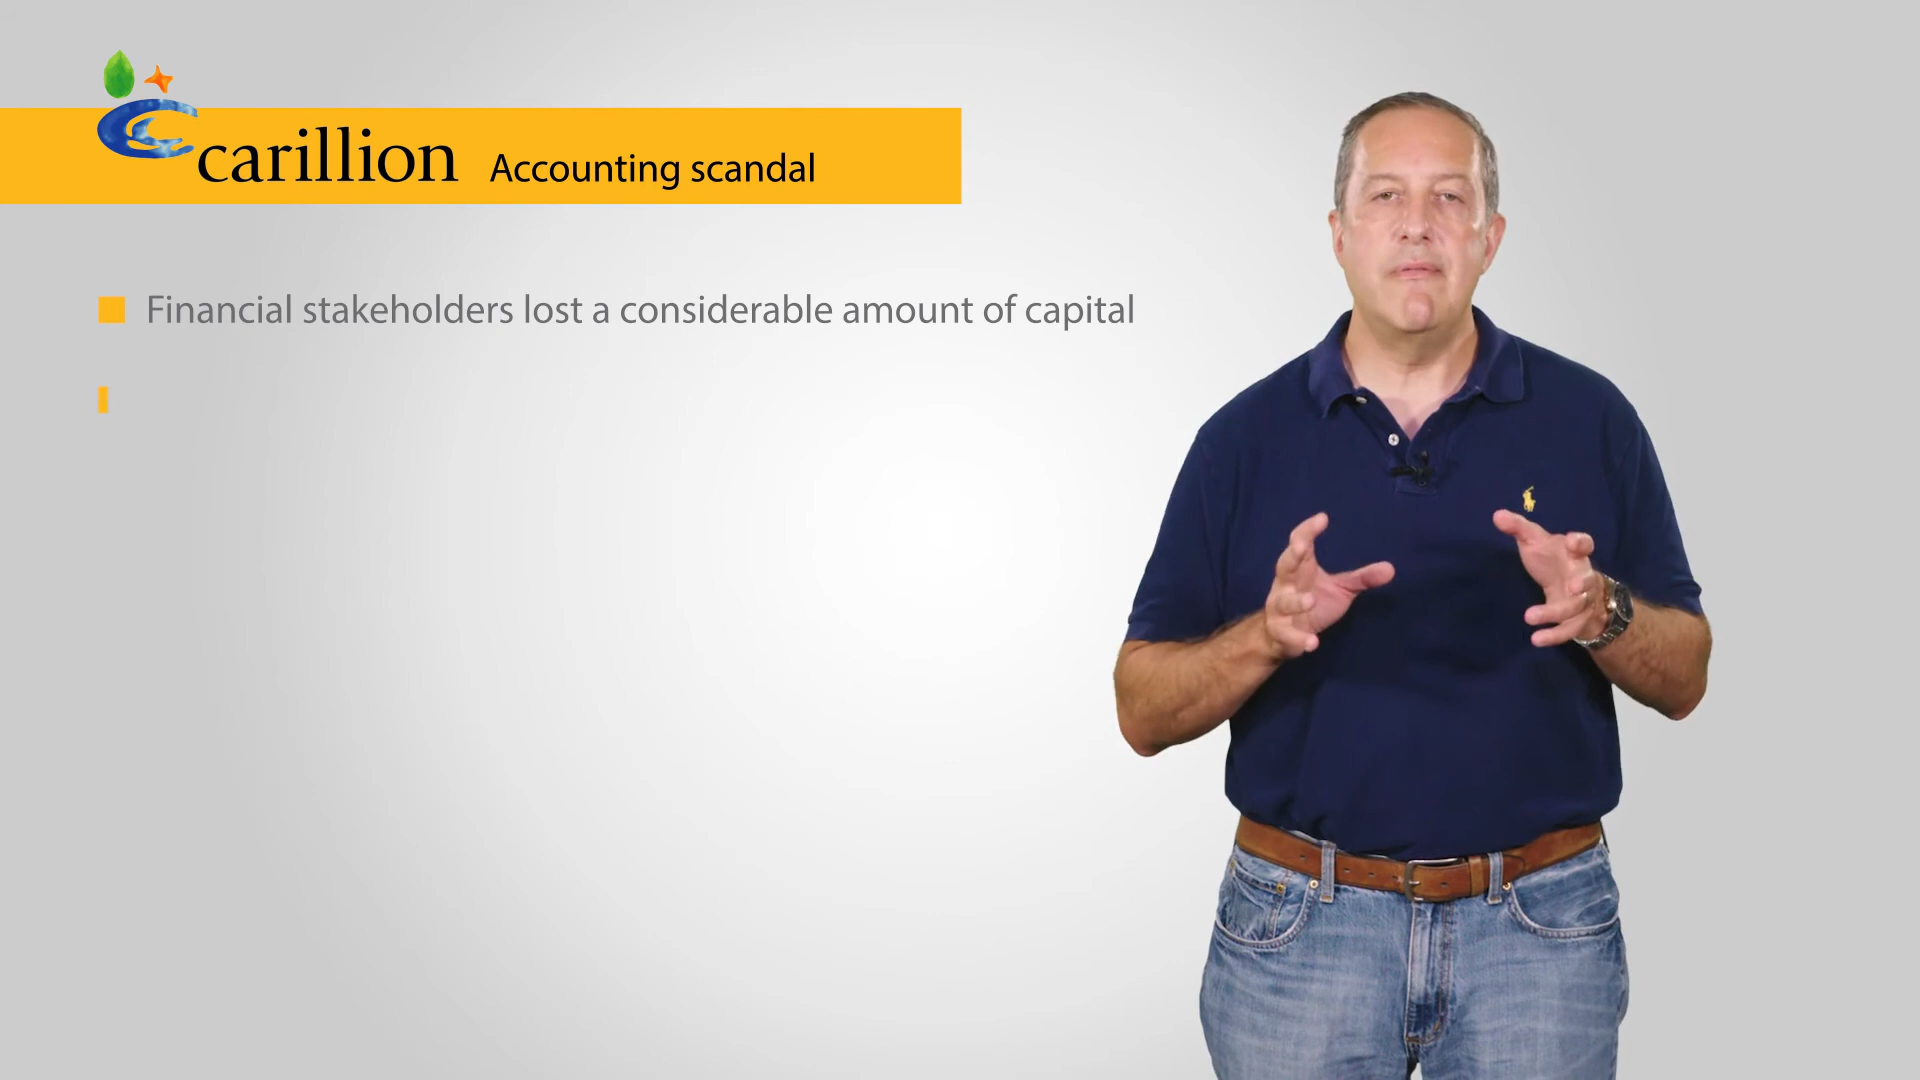 carillion Accounting scandal
Financial stakeholders lost a considerable amount of capital